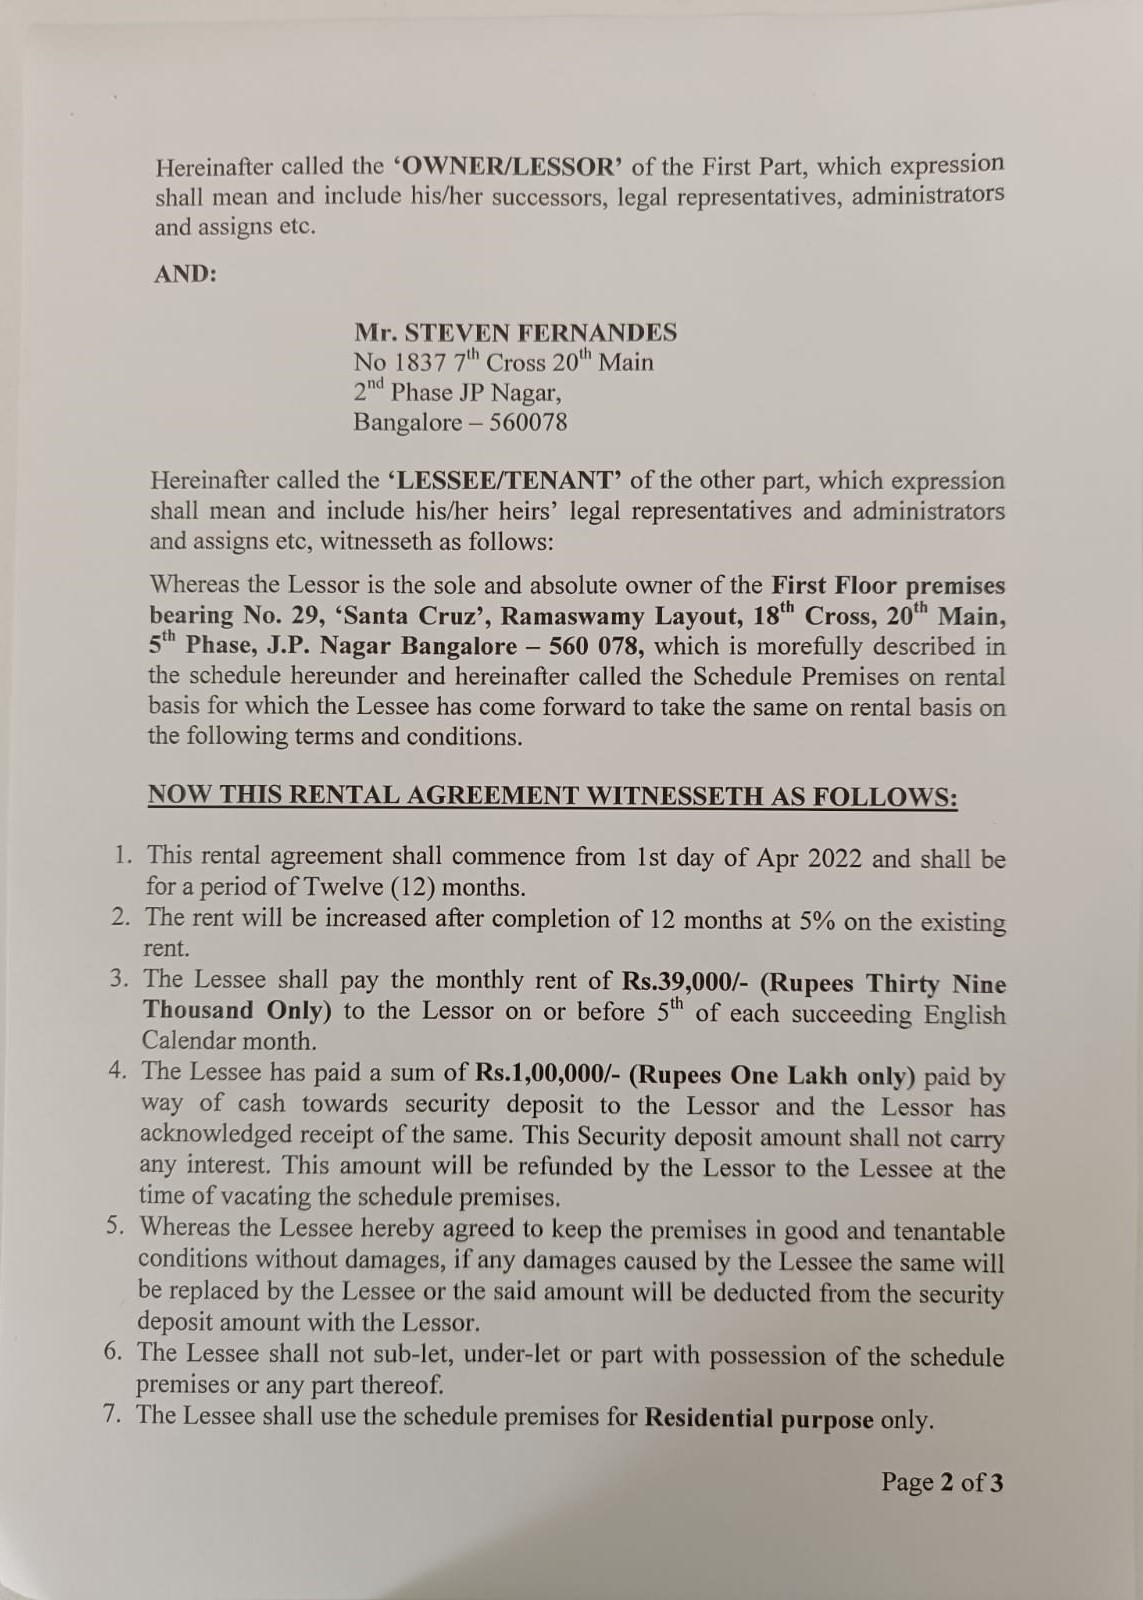 Hereinafter called the ‘OWNER/LESSOR’ of the First Part, which expression
shall mean and include his/her successors, legal representatives, administrators
and assigns etc.
AND:
Mr. STEVEN FERNANDES
No 1837 7th Cross 20th Main
2nd Phase JP Nagar,
Bangalore – 560078
Hereinafter called the ‘LESSEE/TENANT’ of the other part, which expression
shall mean and include his/her heirs’ legal representatives and administrators
and assigns etc, witnesseth as follows:
Whereas the Lessor is the sole and absolute owner of the First Floor premises
bearing No. 29, ‘Santa Cruz’, Ramaswamy Layout, 18th Cross, 20th Main,
5th Phase, J.P. Nagar Bangalore – 560 078, which is morefully described in
the schedule hereunder and hereinafter called the Schedule Premises on rental
basis for which the Lessee has come forward to take the same on rental basis on
the following terms and conditions.
NOW THIS RENTAL AGREEMENT WITNESSETH AS FOLLOWS:
1. This rental agreement shall commence from 1st day of Apr 2022 and shall be
for a period of Twelve (12) months.
2. The rent will be increased after completion of 12 months at 5% on the existing
rent.
3. The Lessee shall pay the monthly rent of Rs.39,000/- (Rupees Thirty Nine
Thousand Only) to the Lessor on or before 5th of each succeeding English
Calendar month.
4. The Lessee has paid a sum of Rs.1,00,000/- (Rupees One Lakh only) paid by
way of cash towards security deposit to the Lessor and the Lessor has
acknowledged receipt of the same. This Security deposit amount shall not carry
any interest. This amount will be refunded by the Lessor to the Lessee at the
time of vacating the schedule premises.
5. Whereas the Lessee hereby agreed to keep the premises in good and tenantable
conditions without damages, if any damages caused by the Lessee the same will
be replaced by the Lessee or the said amount will be deducted from the security
deposit amount with the Lessor.
6. The Lessee shall not sub-let, under-let or part with possession of the schedule
premises or any part thereof.
7. The Lessee shall use the schedule premises for Residential purpose only.
Page 2 of 3